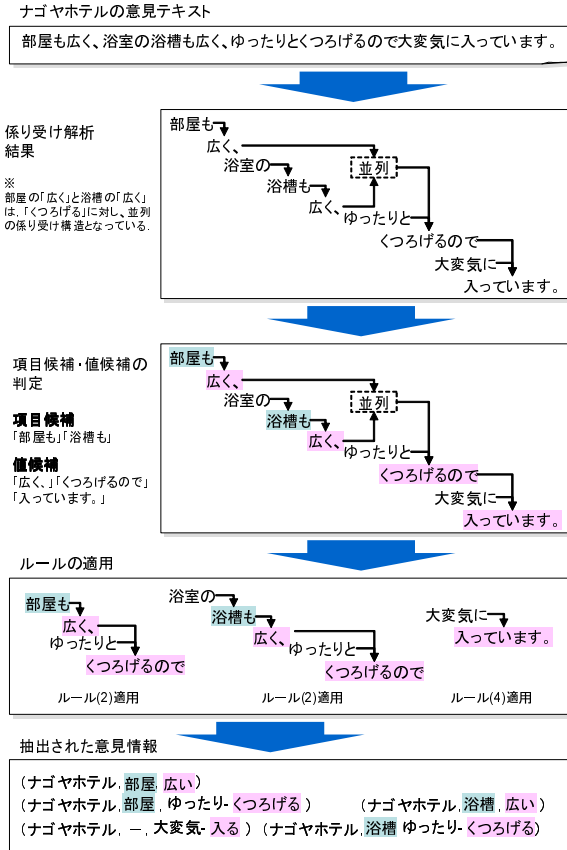 ナゴヤホテルの意見テキスト
部屋も広く、浴室の浴槽も広く、ゆったりとくつろげるので大変気に入っています。
係り受け解析
結果
※
部屋の「広く」と浴槽の「広く」
は、「くつろげる」に対し、並列
の係り受け構造となっている.
部屋も
広く、
浴室の
並列
浴槽も
広く、
ゆったりと
くつろげるので
大変気に
入っています。
項目候補・値候補の
判定
項目候補
「部屋も」「浴槽も」
値候補
「広く、」「くつろげるので」
「入っています。」
部屋も
広く、
浴室の
並列
浴槽も
広く、
ゆったりと
くつろげるので
大変気に
入っています。
ルールの適用
部屋も
広く、
ゆったりと
くつろげるので
ルール(2)適用
浴室の
浴槽も
広く、
ゆったりと
くつろげるので
ルール(2)適用
大変気に
入っています。
ルール(4)適用
抽出された意見情報
(ナゴヤホテル, 部屋, 広い)
(ナゴヤホテル, 部屋, ゆったり-くつろげる) (ナゴヤホテル, 浴槽, 広い)
(ナゴヤホテル, －, 大変気-入る) (ナゴヤホテル, 浴槽 ゆったり-くつろげる)